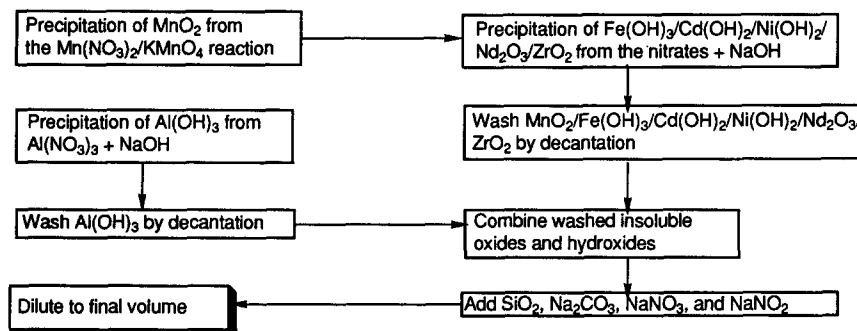 Precipitation of MnO2 from
the Mn(NO3)2/KMnO4 reaction
Precipitation of Fe(OH)3/Cd(OH)2/Ni(OH)2/
Nd2O3/ZrO2 from the nitrates + NaOH
Precipitation of Al(OH)3 from
Al(NO3)3 + NaOH
Wash MnO2/Fe(OH)3/Cd(OH)2/Ni(OH)2/Nd2O3/
ZrO2 by decantation
Wash Al(OH)3 by decantation
Combine washed insoluble
oxides and hydroxides
Add SiO2, Na2CO3, NaNO3, and NaNO2
Dilute to final volume